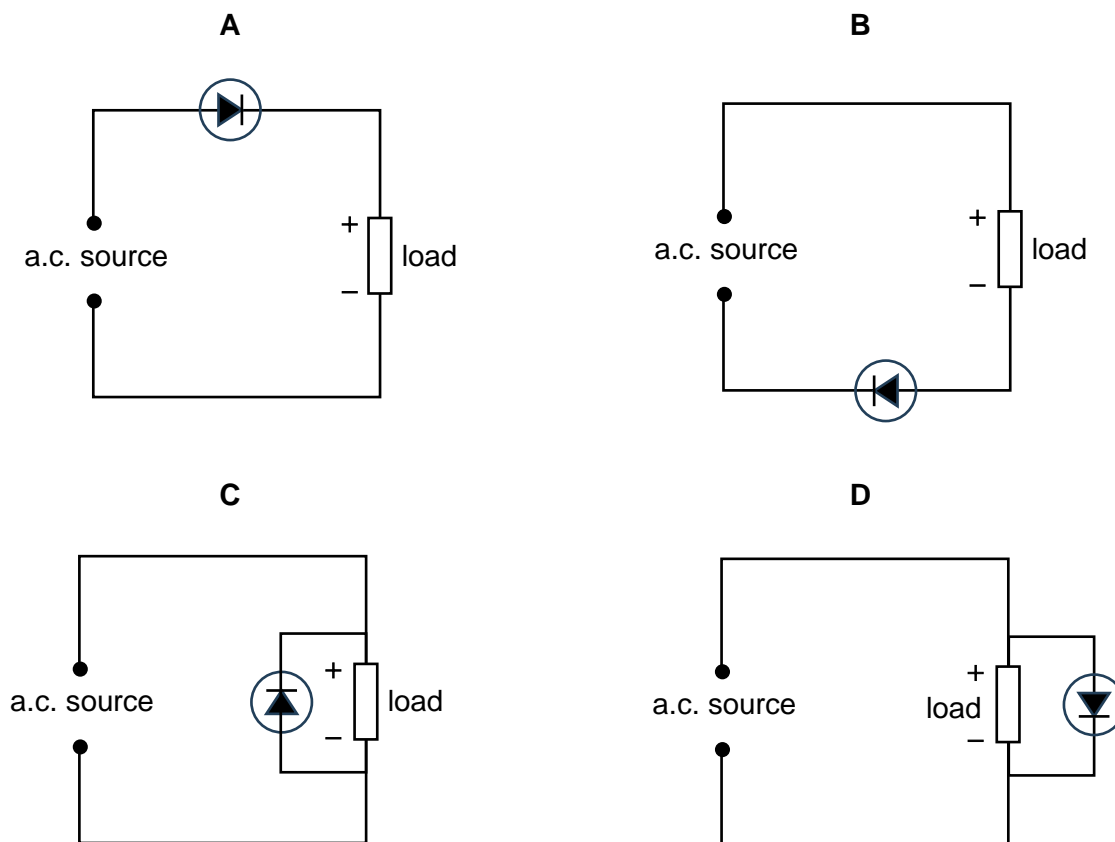 A
B
+
a.c. source
load
–
+
a.c. source
load
–
C
D
+
a.c. source
load
–
+
a.c. source
load
–